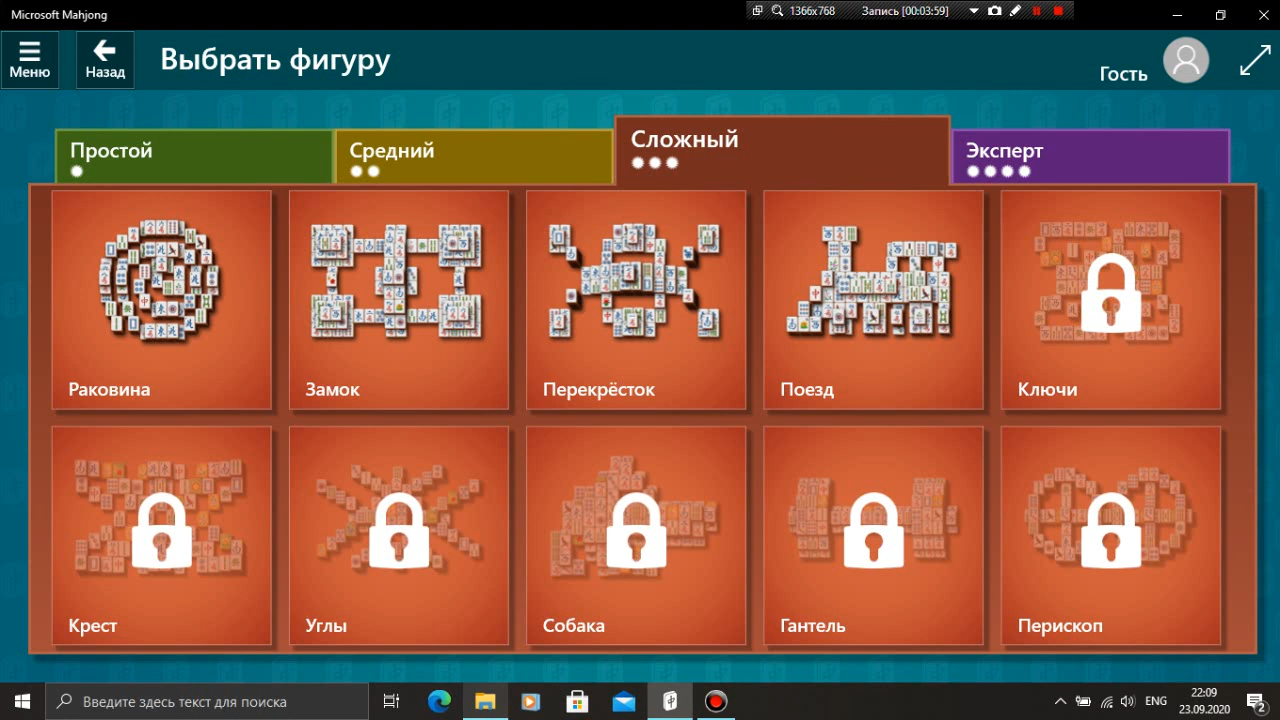 Microsoft Mahjong
1366x768
Запись [00:03:59]
Меню
Назад
Выбрать фигуру
Гость
Простой
Средний
Сложный
Эксперт
Раковина
Замок
Перекрёсток
Поезд
Ключи
Крест
Углы
Собака
Гантель
Перископ
Введите здесь текст для поиска
ENG
22:09
23.09.2020
2